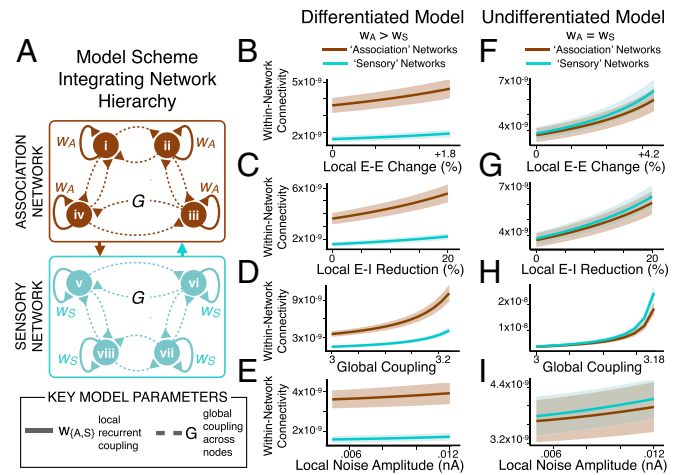 A
Model Scheme
Integrating Network
Hierarchy
ASSOCIATION
NETWORK
wA
i
ii
wA
wA
G
wA
iv
iii
SENSORY
NETWORK
v
G
vi
wS
wS
wS
viii
vii
wS
KEY MODEL PARAMETERS
w{A,S}
local
recurrent
coupling
G
global
coupling
across
nodes
Differentiated Model
wA > wS
'Association' Networks
'Sensory' Networks
B
Within-Network
Connectivity
5x10⁻⁹
2x10⁻⁹
0
+1.8
Local E-E Change (%)
C
Within-Network
Connectivity
6x10⁻⁹
2x10⁻⁹
0
20
Local E-I Reduction (%)
D
Within-Network
Connectivity
9x10⁻⁹
3x10⁻⁹
3
3.2
Global Coupling
E
Within-Network
Connectivity
4x10⁻⁹
2x10⁻⁹
.006
.012
Local Noise Amplitude (nA)
Undifferentiated Model
wA = wS
'Association' Networks
'Sensory' Networks
F
7x10⁻⁹
4x10⁻⁹
0
+4.2
Local E-E Change (%)
G
7x10⁻⁹
4x10⁻⁹
0
20
Local E-I Reduction (%)
H
2x10⁻⁸
1x10⁻⁸
3
3.18
Global Coupling
I
4.4x10⁻⁹
3.2x10⁻⁹
.006
.012
Local Noise Amplitude (nA)